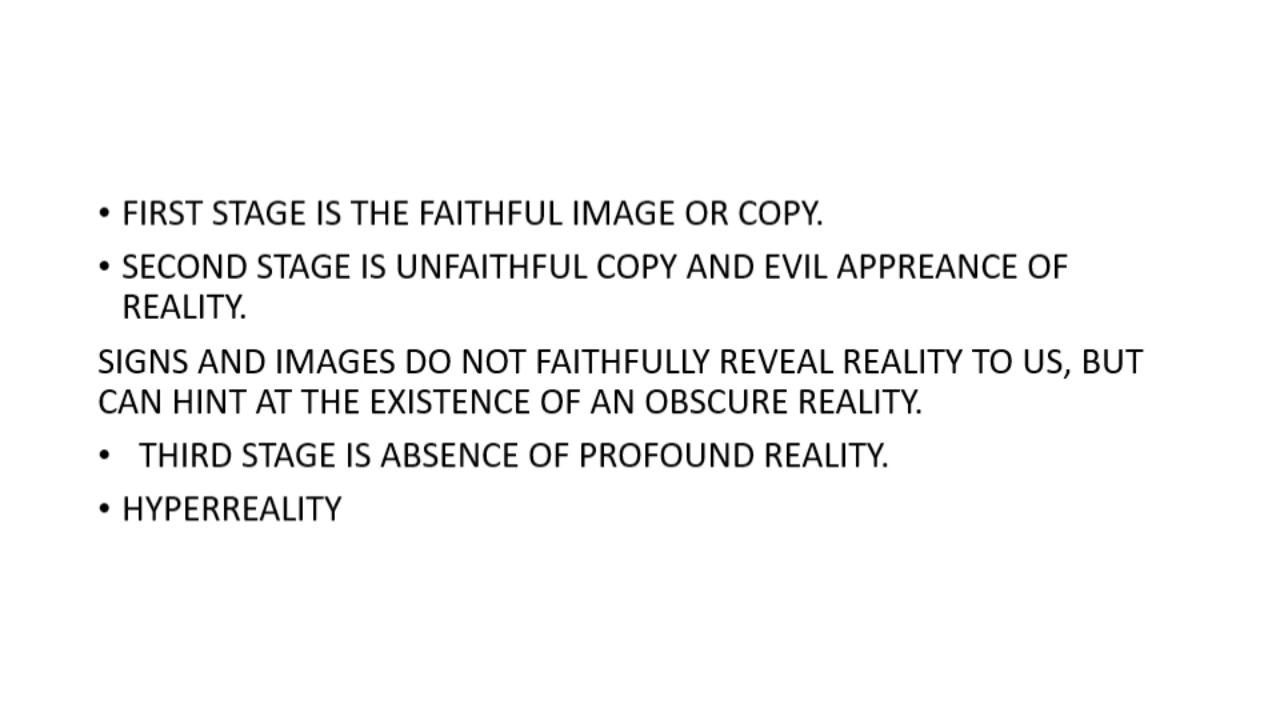 • FIRST STAGE IS THE FAITHFUL IMAGE OR COPY.
• SECOND STAGE IS UNFAITHFUL COPY AND EVIL APPREANCE OF
REALITY.
SIGNS AND IMAGES DO NOT FAITHFULLY REVEAL REALITY TO US, BUT
CAN HINT AT THE EXISTENCE OF AN OBSCURE REALITY.
• THIRD STAGE IS ABSENCE OF PROFOUND REALITY.
• HYPERREALITY